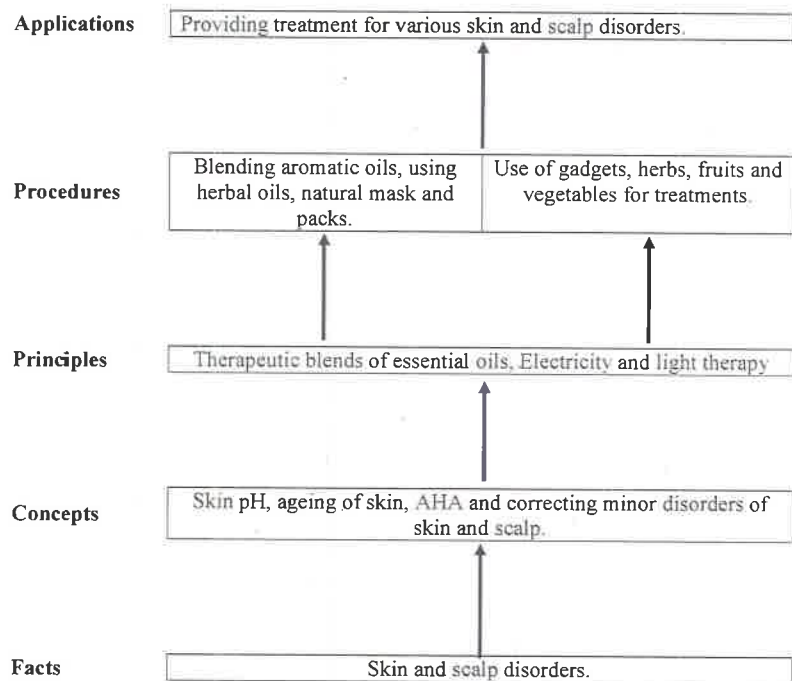 Applications
Providing treatment for various skin and scalp disorders.
Procedures
Blending aromatic oils, using
herbal oils, natural mask and
packs.
Use of gadgets, herbs, fruits and
vegetables for treatments.
Principles
Therapeutic blends of essential oils, Electricity and light therapy
Concepts
Skin pH, ageing of skin, AHA and correcting minor disorders of
skin and scalp.
Facts
Skin and scalp disorders.